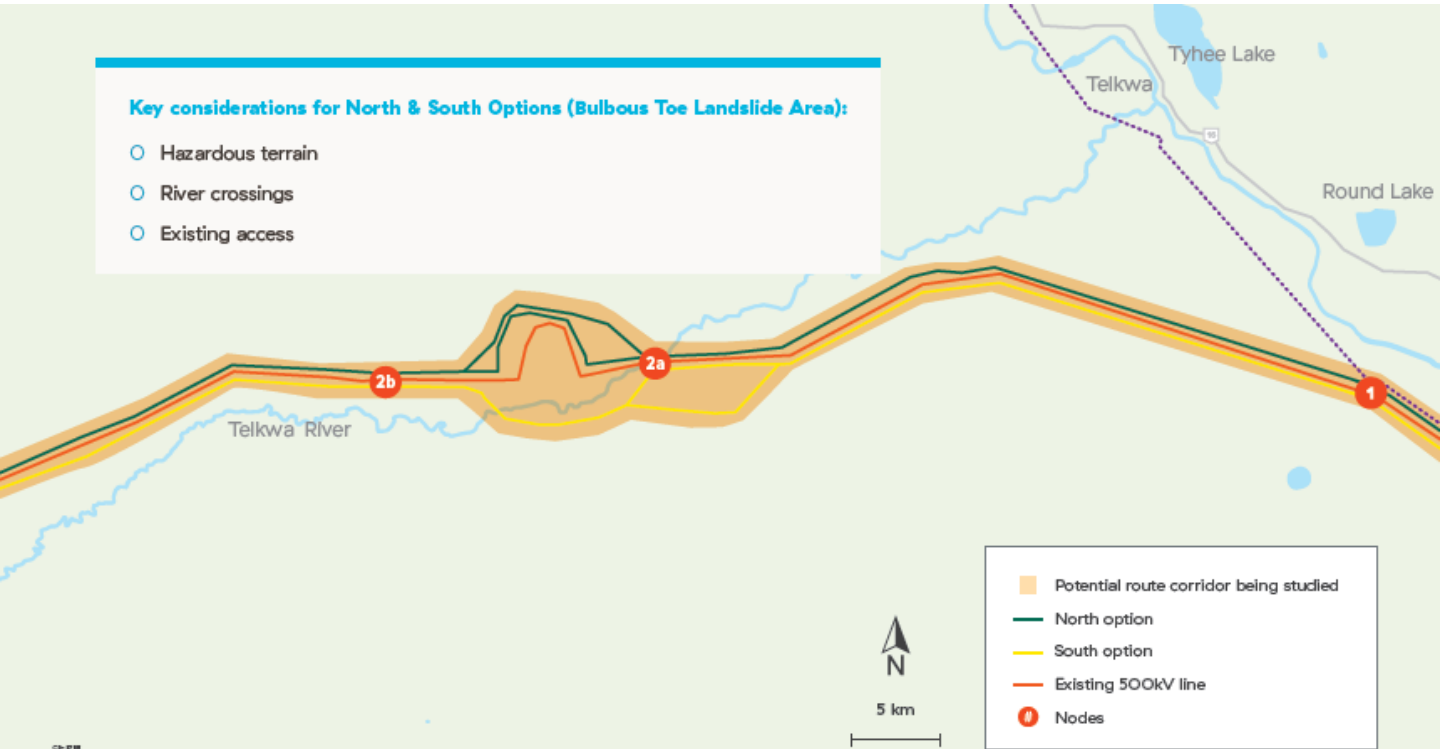 Key considerations for North & South Options (Bulbous Toe Landslide Area):
Hazardous terrain
River crossings
Existing access
Tyhee Lake
Telkwa
16
Round Lake
2a
2b
1
Telkwa River
N
5 km
Potential route corridor being studied
North option
South option
Existing 500kV line
# Nodes